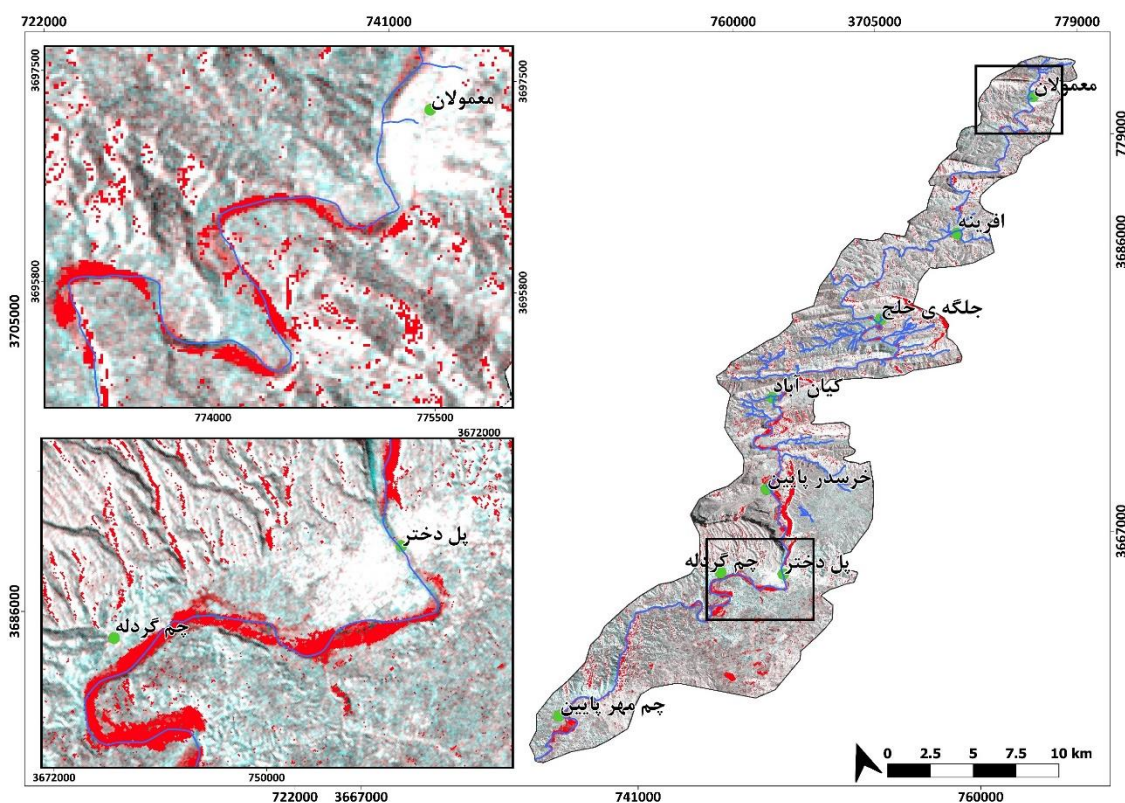 722000
741000
760000
3705000
779000
3697500
3697500
معمولان
معمولان
779000
افرینه
3686000
3695800
3695800
جلگه ی خلج
3705000
کیان آباد
774000
775500
3672000
خرسدر پایین
3667000
پل دختر
چم گردله
پل دختر
3686000
چم گردله
چم مهر پایین
0 2.5 5 7.5 10 km
3672000
750000
722000
3667000
741000
760000